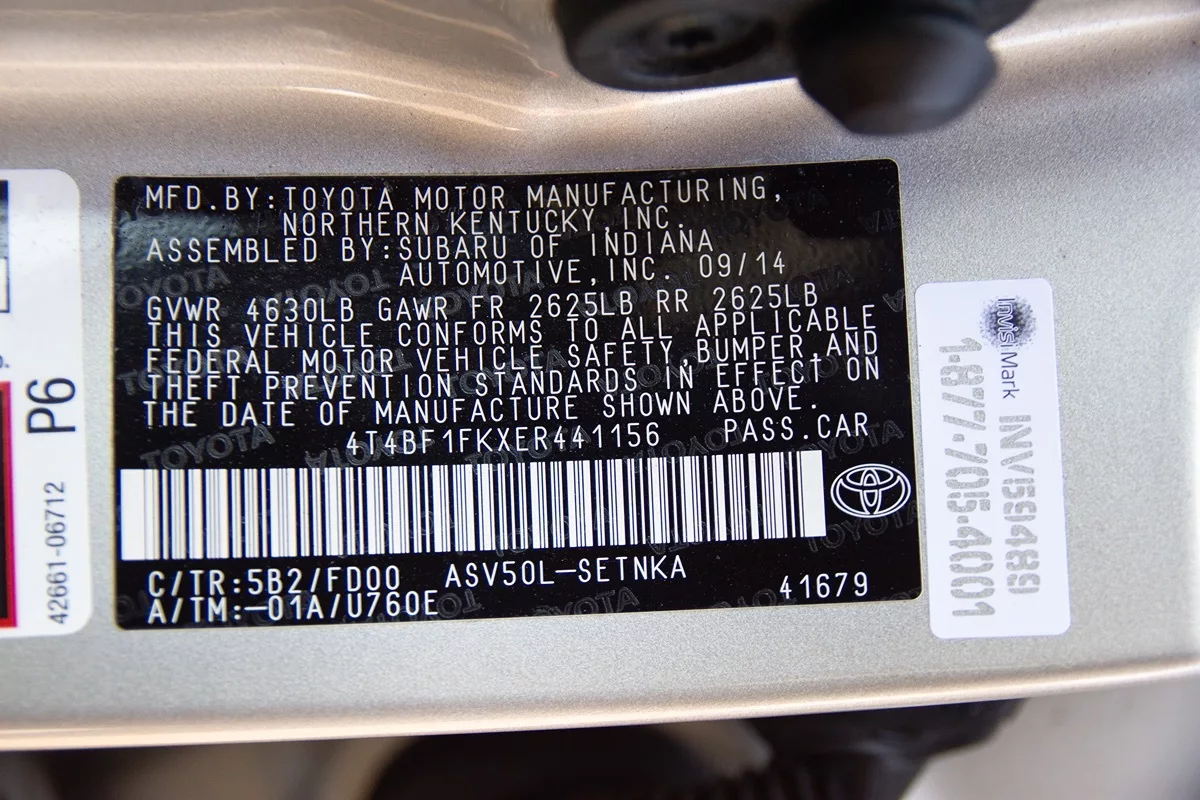 MFD.BY:TOYOTA MOTOR MANUFACTURING,
NORTHERN KENTUCKY, INC.
ASSEMBLED BY:SUBARU OF INDIANA
AUTOMOTIVE,INC. 09/14
GVWR 4630LB GAWR FR 2625LB RR 2625LB
THIS VEHICLE CONFORMS TO ALL APPLICABLE
FEDERAL MOTOR VEHICLE SAFETY,BUMPER,AND
THEFT PREVENTION STANDARDS IN EFFECT ON
THE DATE OF MANUFACTURE SHOWN ABOVE.
4T4BF1FKXER441156 PASS.CAR
C/TR:5B2/FD00 ASV50L-SETNKA
A/TM:-01A/U760E 41679
P6
42661-06712
InvisiMark
INV1591489
1-877-705-4001